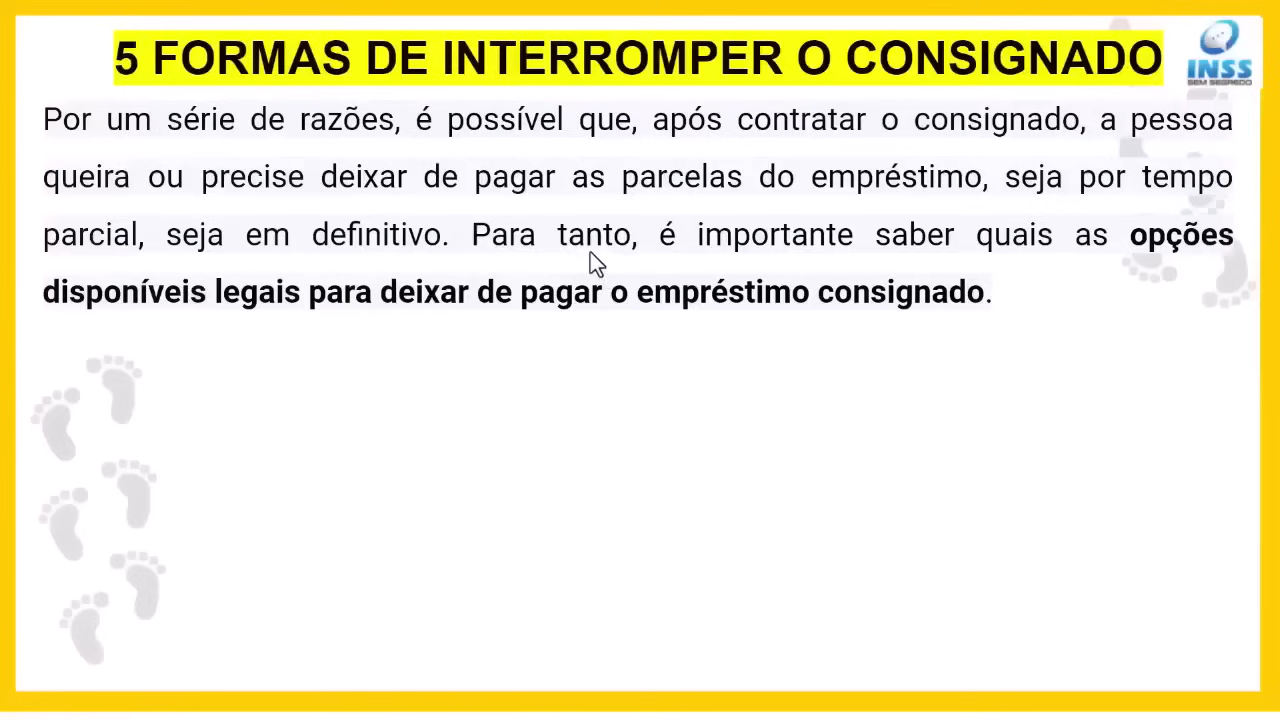 5 FORMAS DE INTERROMPER O CONSIGNADO
INSS
SEM SEGREDO
Por um série de razões, é possível que, após contratar o consignado, a pessoa
queira ou precise deixar de pagar as parcelas do empréstimo, seja por tempo
parcial, seja em definitivo. Para tanto, é importante saber quais as opções
disponíveis legais para deixar de pagar o empréstimo consignado.